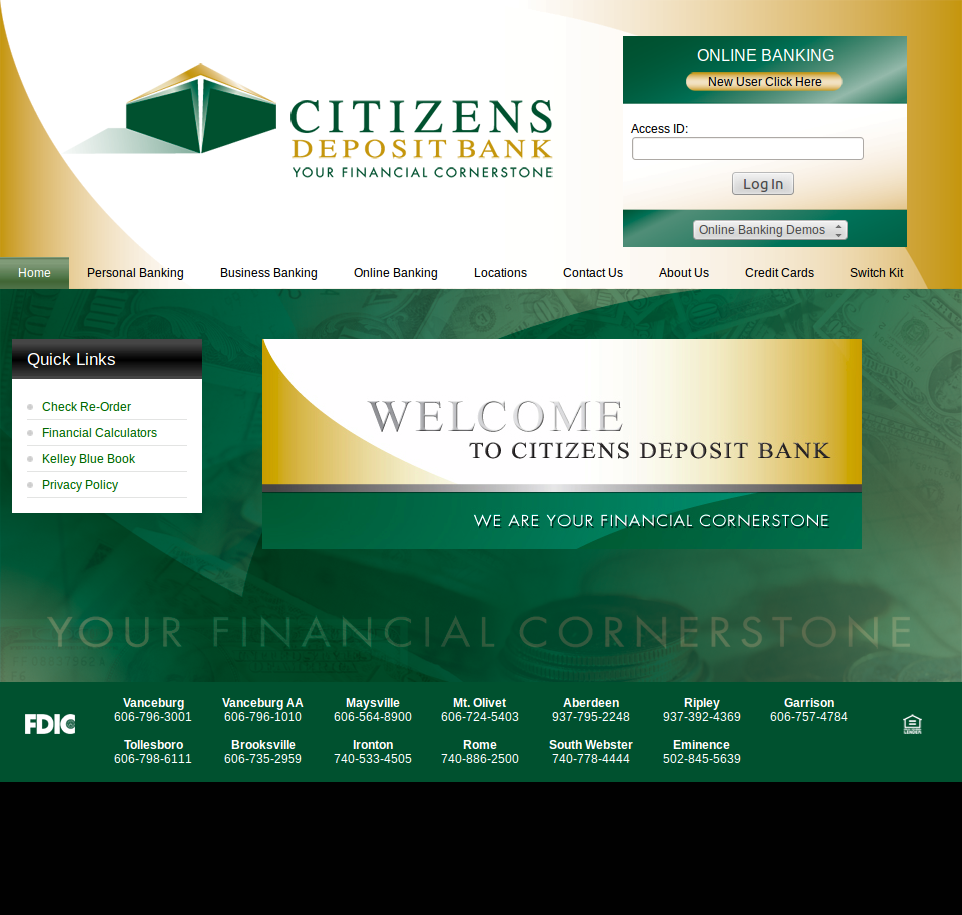 CITIZENS
DEPOSIT BANK
YOUR FINANCIAL CORNERSTONE
ONLINE BANKING
New User Click Here
Access ID:
Log In
Online Banking Demos
Home Personal Banking Business Banking Online Banking Locations Contact Us About Us Credit Cards Switch Kit
Quick Links
Check Re-Order
Financial Calculators
Kelley Blue Book
Privacy Policy
WELCOME
TO CITIZENS DEPOSIT BANK
WE ARE YOUR FINANCIAL CORNERSTONE
YOUR FINANCIAL CORNERSTONE
FDIC
Vanceburg Vanceburg AA Maysville Mt. Olivet Aberdeen Ripley Garrison
606-796-3001 606-796-1010 606-564-8900 606-724-5403 937-795-2248 937-392-4369 606-757-4784
Tollesboro Brooksville Ironton Rome South Webster Eminence
606-798-6111 606-735-2959 740-533-4505 740-886-2500 740-778-4444 502-845-5639
LENDER